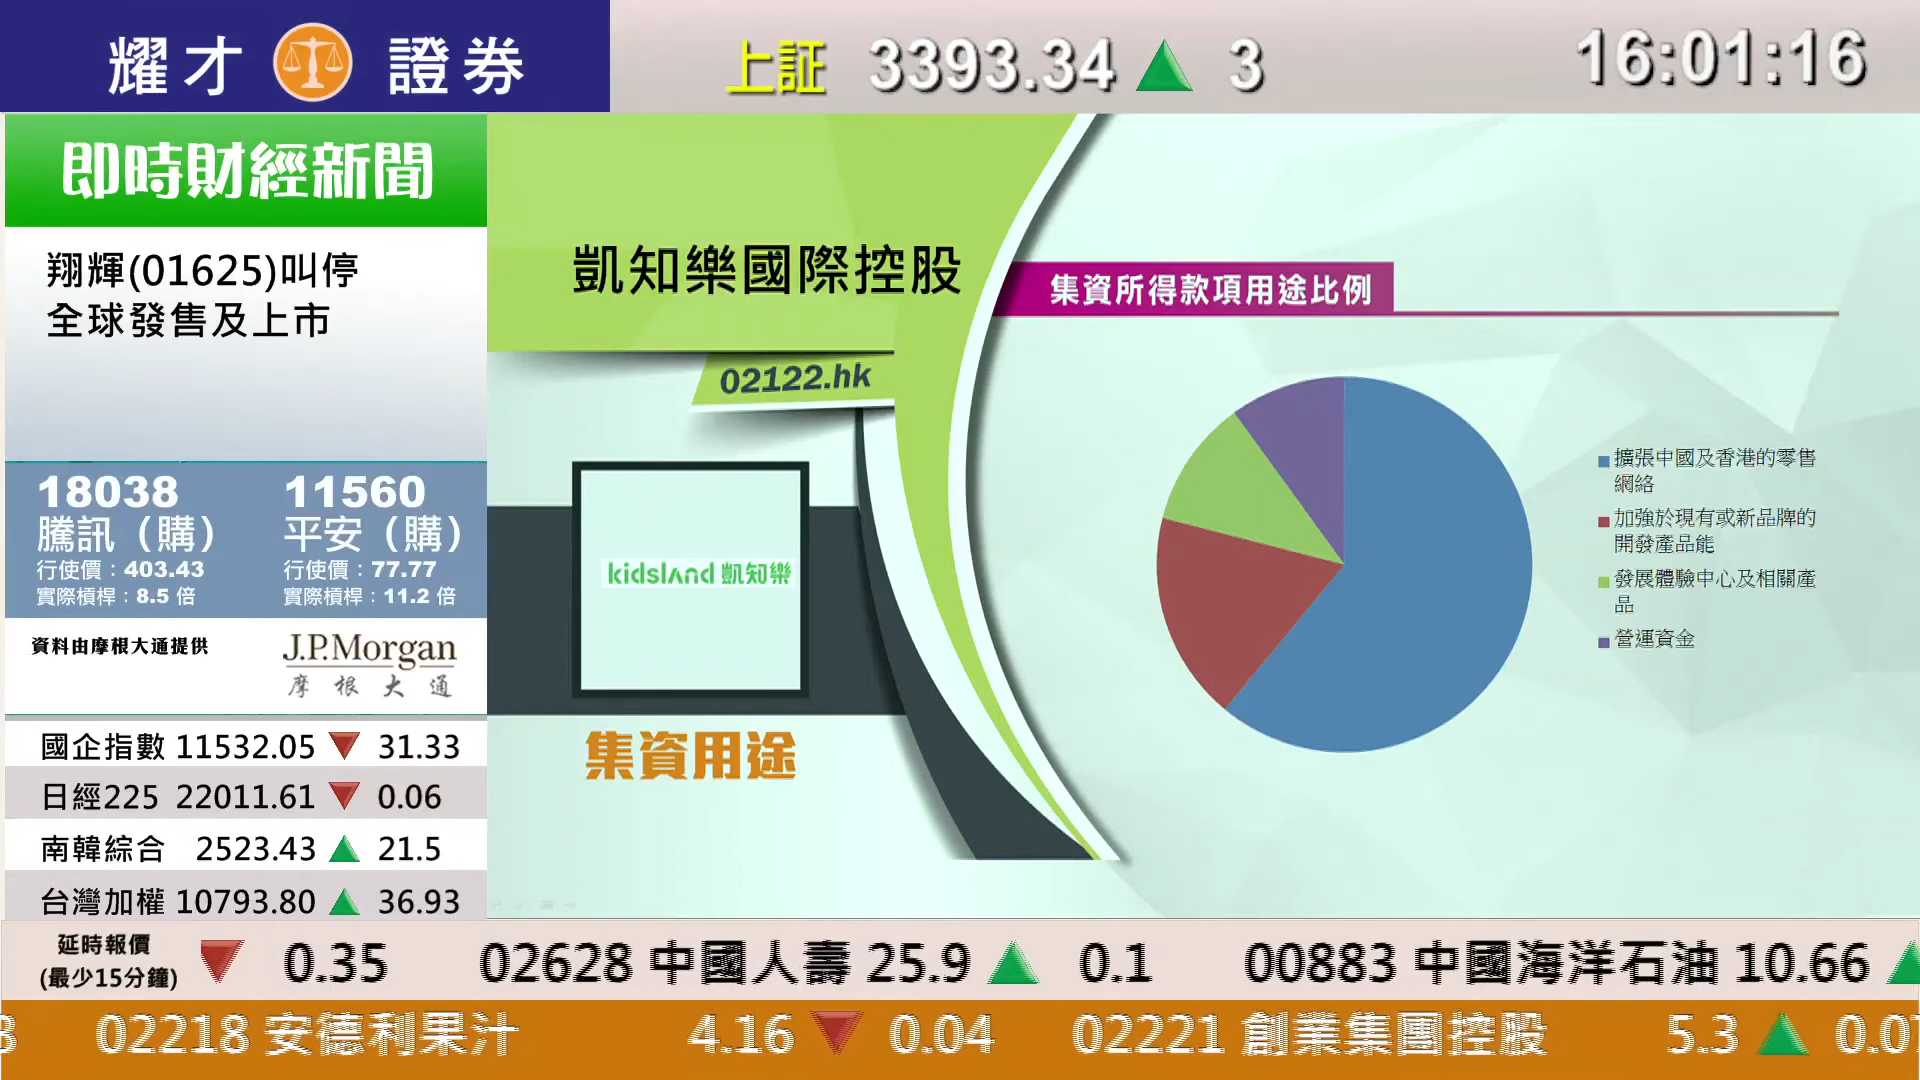 耀才證券
上証 3393.34 ▲ 3
16:01:16
即時財經新聞
翔輝(01625)叫停
全球發售及上市
18038
騰訊（購）
行使價：403.43
實際槓桿：8.5 倍
11560
平安（購）
行使價：77.77
實際槓桿：11.2 倍
資料由摩根大通提供
J.P.Morgan
摩根大通
國企指數 11532.05 ▼ 31.33
日經225 22011.61 ▼ 0.06
南韓綜合 2523.43 ▲ 21.5
台灣加權 10793.80 ▲ 36.93
凱知樂國際控股
02122.hk
kidsland 凱知樂
集資用途
集資所得款項用途比例
擴張中國及香港的零售
網絡
加強於現有或新品牌的
開發產品能
發展體驗中心及相關產
品
營運資金
延時報價
(最少15分鐘)
▼ 0.35 02628 中國人壽 25.9 ▲ 0.1 00883 中國海洋石油 10.66 ▲
02218 安德利果汁 4.16 ▼ 0.04 02221 創業集團控股 5.3 ▲ 0.07